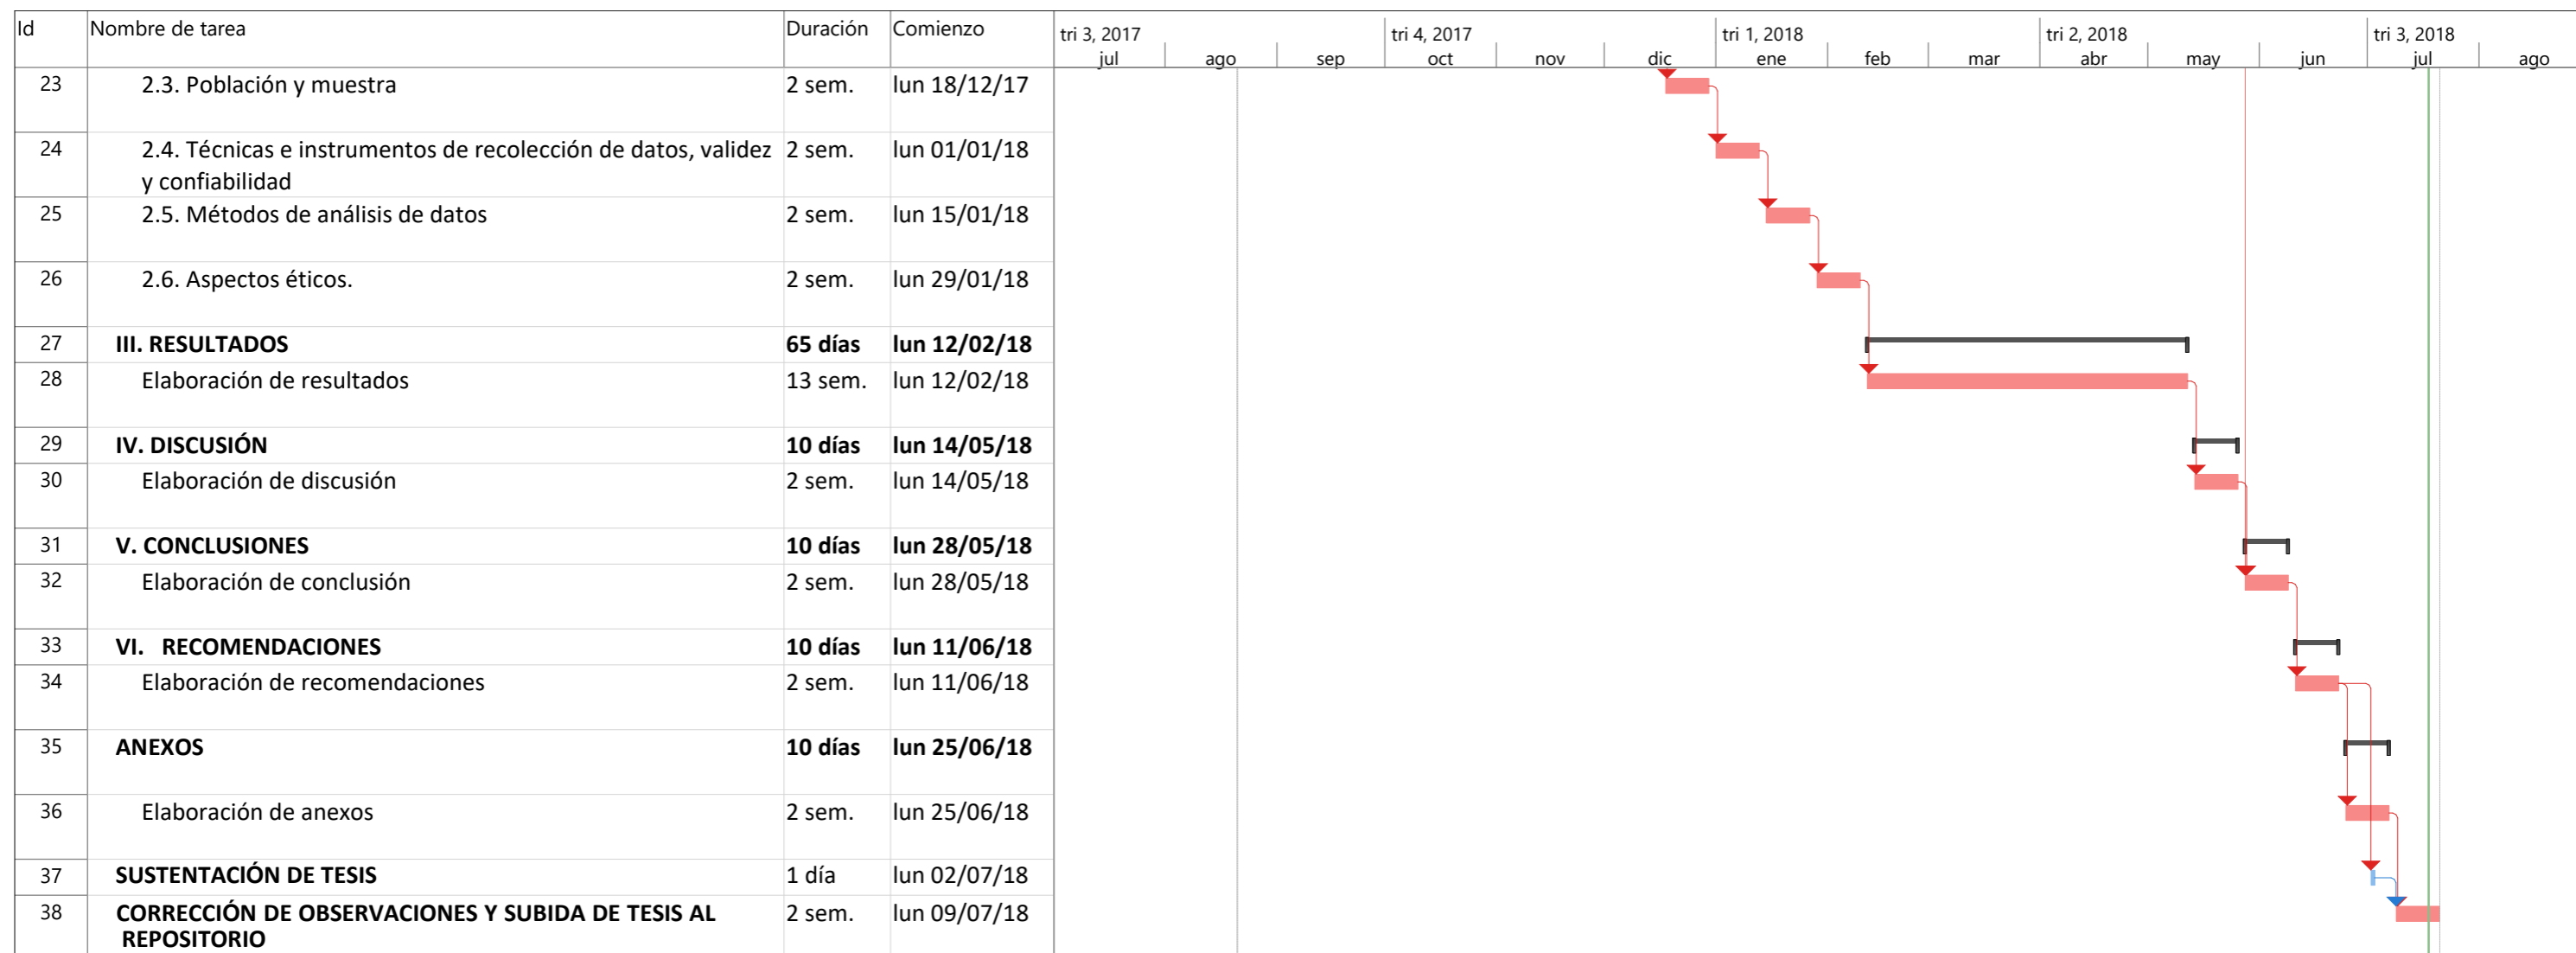 Id Nombre de tarea Duración Comienzo
tri 3, 2017 tri 4, 2017 tri 1, 2018 tri 2, 2018 tri 3, 2018
jul ago sep oct nov dic ene feb mar abr may jun jul ago
23 2.3. Población y muestra 2 sem. lun 18/12/17
24 2.4. Técnicas e instrumentos de recolección de datos, validez 2 sem. lun 01/01/18
y confiabilidad
25 2.5. Métodos de análisis de datos 2 sem. lun 15/01/18
26 2.6. Aspectos éticos. 2 sem. lun 29/01/18
27 III. RESULTADOS 65 días lun 12/02/18
28 Elaboración de resultados 13 sem. lun 12/02/18
29 IV. DISCUSIÓN 10 días lun 14/05/18
30 Elaboración de discusión 2 sem. lun 14/05/18
31 V. CONCLUSIONES 10 días lun 28/05/18
32 Elaboración de conclusión 2 sem. lun 28/05/18
33 VI. RECOMENDACIONES 10 días lun 11/06/18
34 Elaboración de recomendaciones 2 sem. lun 11/06/18
35 ANEXOS 10 días lun 25/06/18
36 Elaboración de anexos 2 sem. lun 25/06/18
37 SUSTENTACIÓN DE TESIS 1 día lun 02/07/18
38 CORRECCIÓN DE OBSERVACIONES Y SUBIDA DE TESIS AL 2 sem. lun 09/07/18
REPOSITORIO